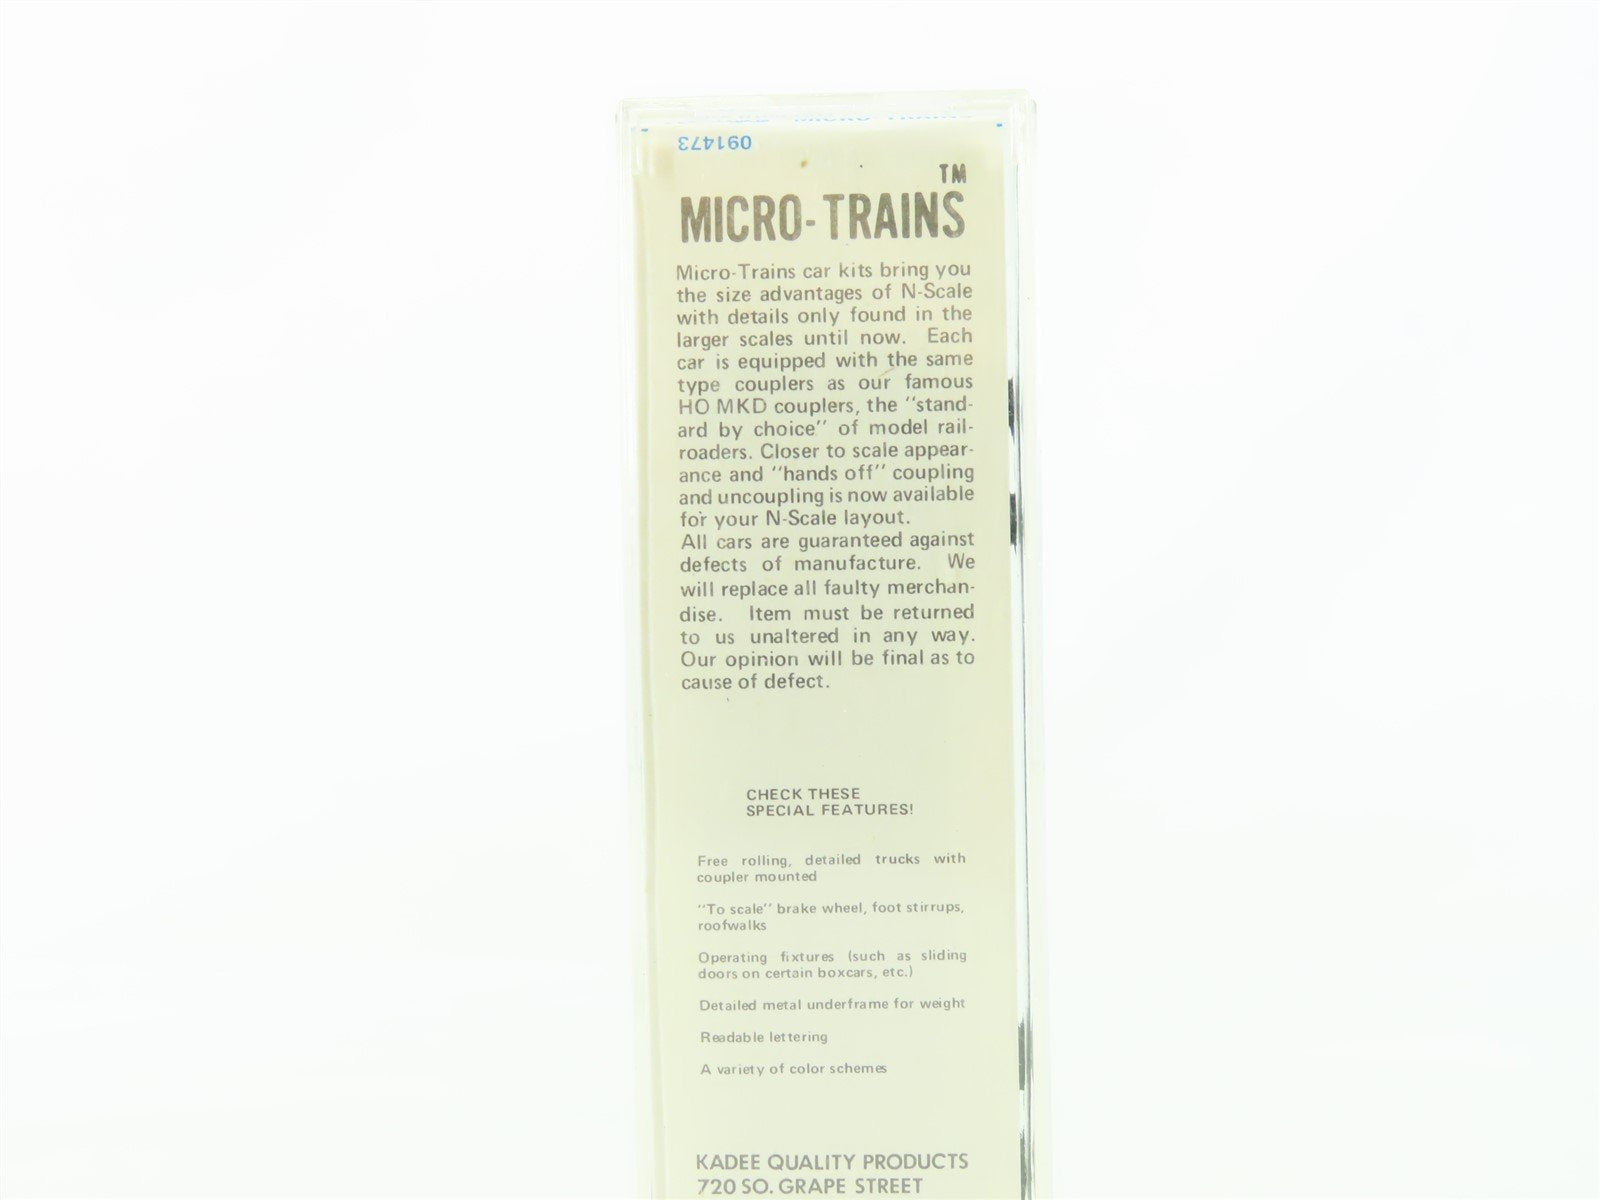 091473
MICRO-TRAINS
TM
MICRO-TRAINS
Micro-Trains car kits bring you
the size advantages of N-Scale
with details only found in the
larger scales until now. Each
car is equipped with the same
type couplers as our famous
HO MKD couplers, the "stand-
ard by choice" of model rail-
roaders. Closer to scale appear-
ance and "hands off" coupling
and uncoupling is now available
for your N-Scale layout.
All cars are guaranteed against
defects of manufacture. We
will replace all faulty merchan-
dise. Item must be returned
to us unaltered in any way.
Our opinion will be final as to
cause of defect.
CHECK THESE
SPECIAL FEATURES!
Free rolling, detailed trucks with
coupler mounted
"To scale" brake wheel, foot stirrups,
roofwalks
Operating fixtures (such as sliding
doors on certain boxcars, etc.)
Detailed metal underframe for weight
Readable lettering
A variety of color schemes
KADEE QUALITY PRODUCTS
720 SO. GRAPE STREET